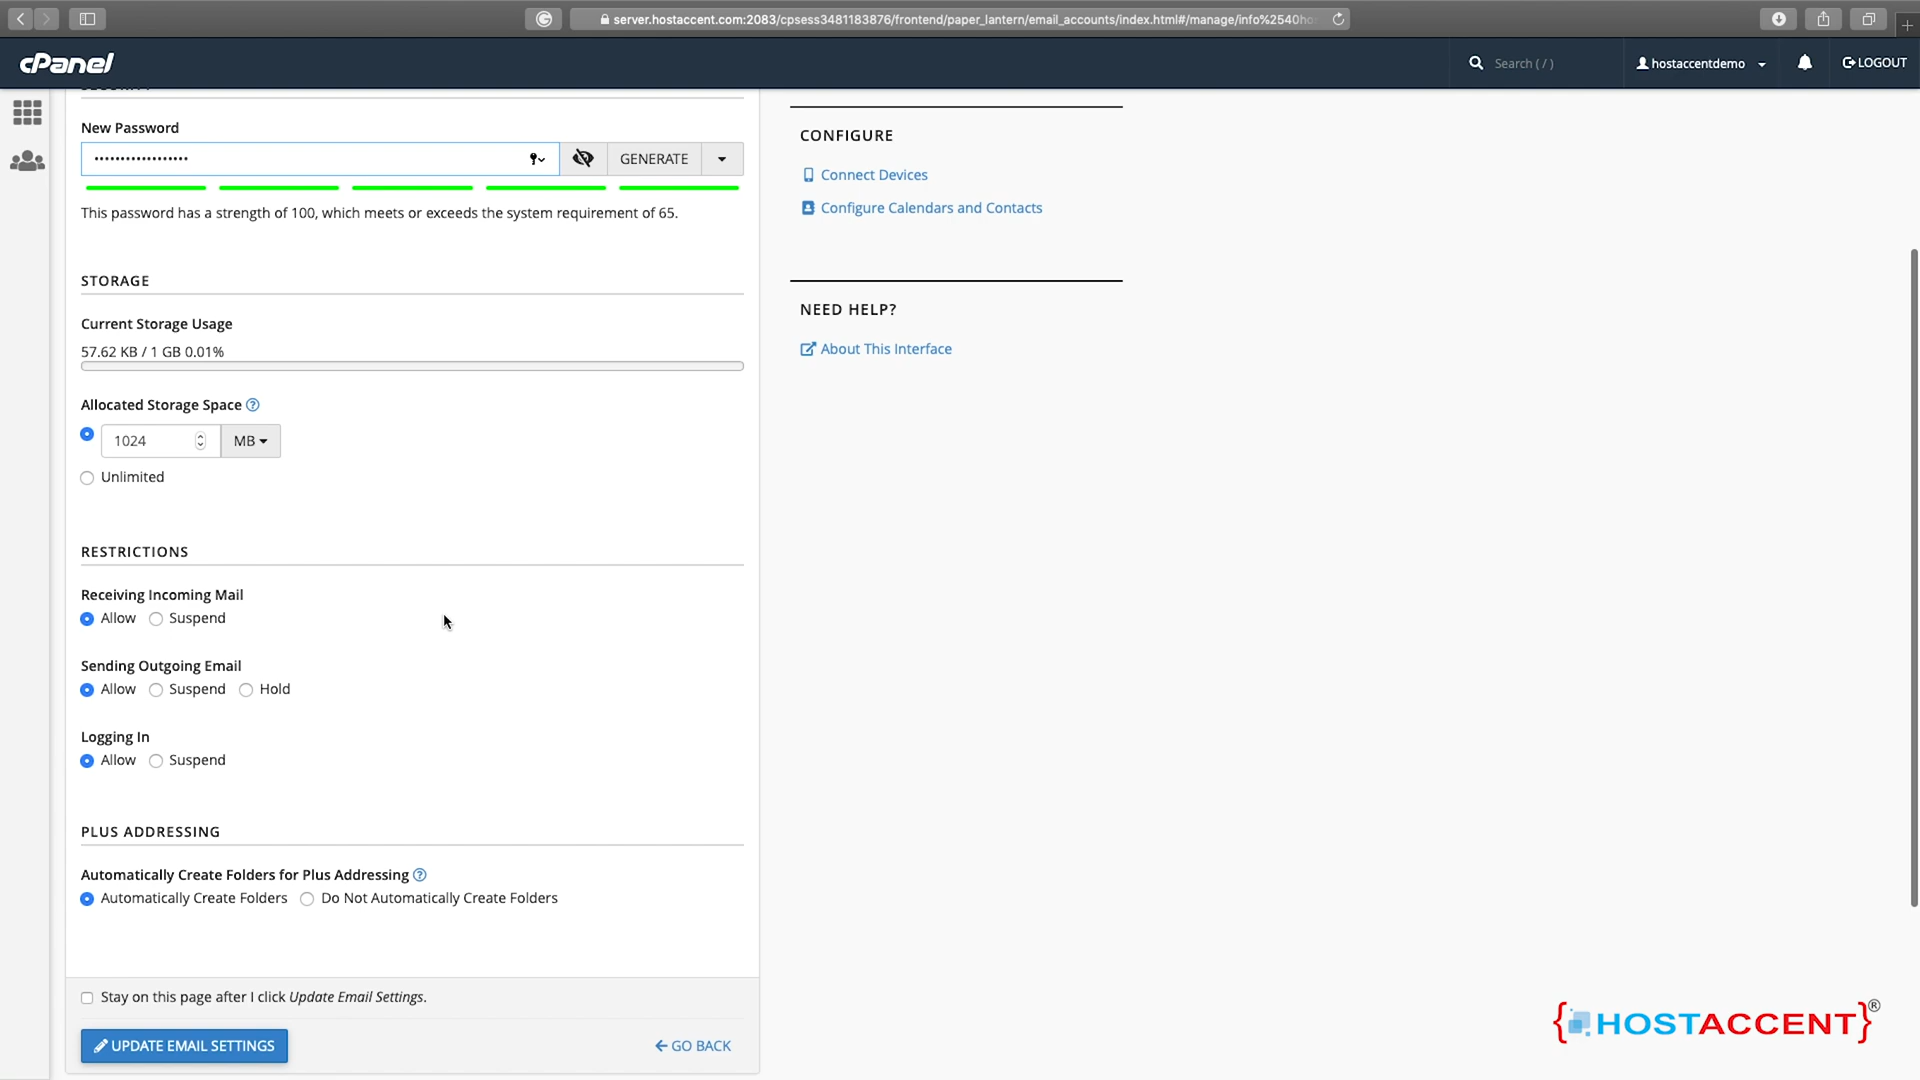 server.hostaccent.com:2083/cpsess3481183876/frontend/paper_lantern/email_accounts/index.html#/manage/info%2540ho
cPanel
Search ( / )
hostaccentdemo
LOGOUT
SECURITY
New Password
••••••••••••••••••
GENERATE
This password has a strength of 100, which meets or exceeds the system requirement of 65.
STORAGE
Current Storage Usage
57.62 KB / 1 GB 0.01%
Allocated Storage Space
1024
MB
Unlimited
RESTRICTIONS
Receiving Incoming Mail
Allow Suspend
Sending Outgoing Email
Allow Suspend Hold
Logging In
Allow Suspend
PLUS ADDRESSING
Automatically Create Folders for Plus Addressing
Automatically Create Folders Do Not Automatically Create Folders
Stay on this page after I click Update Email Settings.
UPDATE EMAIL SETTINGS
GO BACK
CONFIGURE
Connect Devices
Configure Calendars and Contacts
NEED HELP?
About This Interface
{HOSTACCENT}®